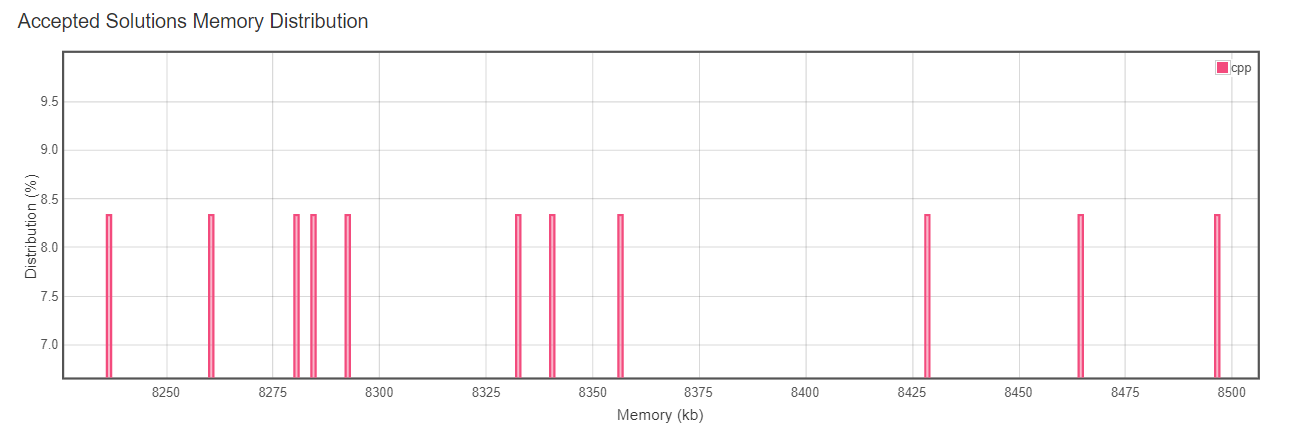 Accepted Solutions Memory Distribution
cpp
Distribution (%)
9.5
9.0
8.5
8.0
7.5
7.0
8250 8275 8300 8325 8350 8375 8400 8425 8450 8475 8500
Memory (kb)